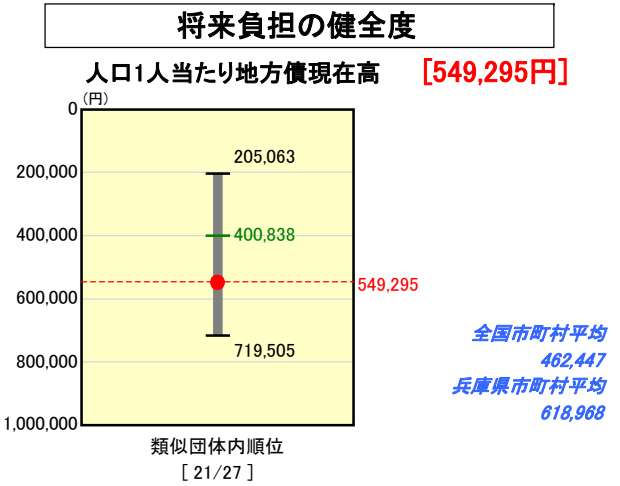 将来負担の健全度
人口1人当たり地方債現在高 [549,295円]
(円)
0
200,000
400,000
600,000
800,000
1,000,000
205,063
400,838
549,295
719,505
全国市町村平均
462,447
兵庫県市町村平均
618,968
類似団体内順位
[ 21/27 ]